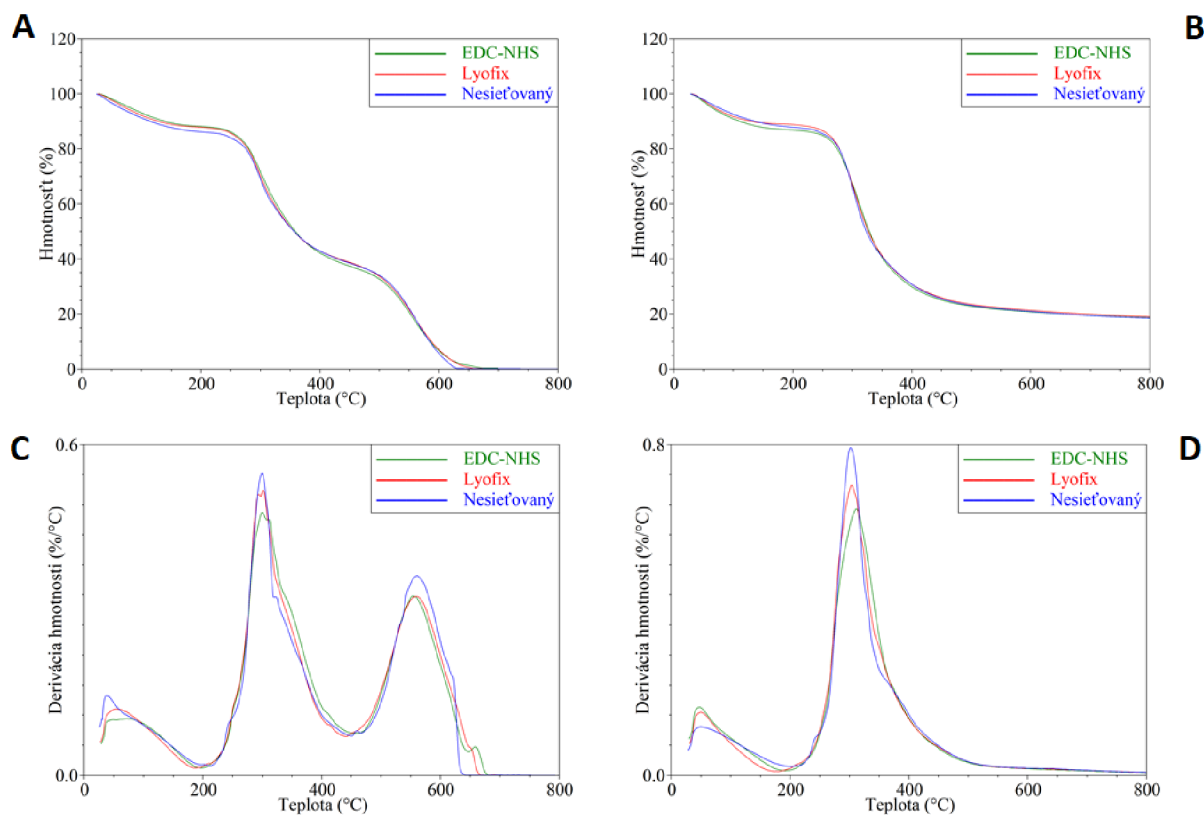 A
120
100
80
60
40
20
0
Hmotnosťt (%)
0 200 400 600 800
Teplota (°C)
EDC-NHS
Lyofix
Nesieťovaný
B
120
100
80
60
40
20
0
Hmotnosť (%)
0 200 400 600 800
Teplota (°C)
EDC-NHS
Lyofix
Nesieťovaný
C
0.6
0.0
Derivácia hmotnosti (%/°C)
0 200 400 600 800
Teplota (°C)
EDC-NHS
Lyofix
Nesieťovaný
D
0.8
0.0
Derivácia hmotnosti (%/°C)
0 200 400 600 800
Teplota (°C)
EDC-NHS
Lyofix
Nesieťovaný